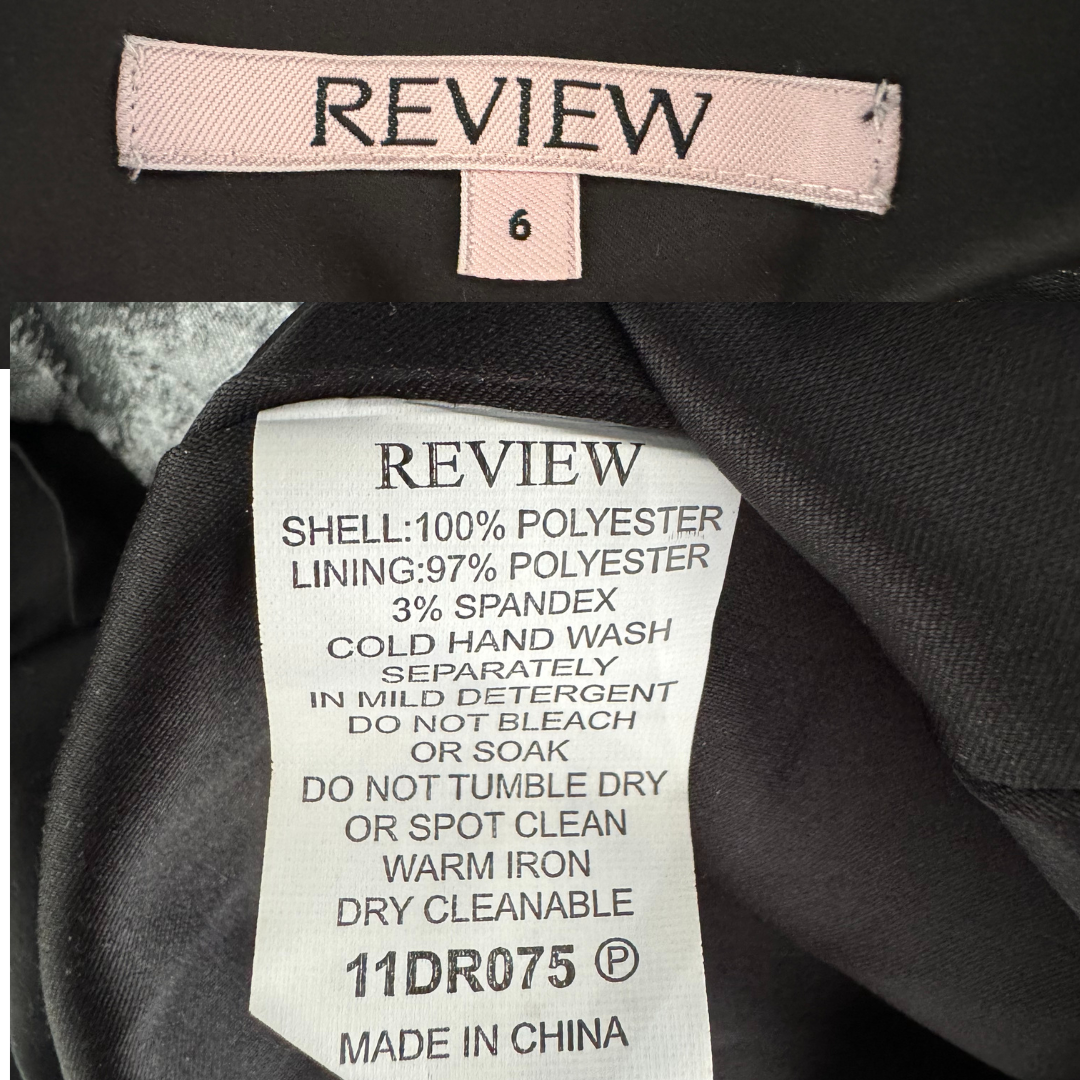 REVIEW
6
REVIEW
SHELL:100% POLYESTER
LINING:97% POLYESTER
3% SPANDEX
COLD HAND WASH
SEPARATELY
IN MILD DETERGENT
DO NOT BLEACH
OR SOAK
DO NOT TUMBLE DRY
OR SPOT CLEAN
WARM IRON
DRY CLEANABLE
11DR075 Ⓟ
MADE IN CHINA